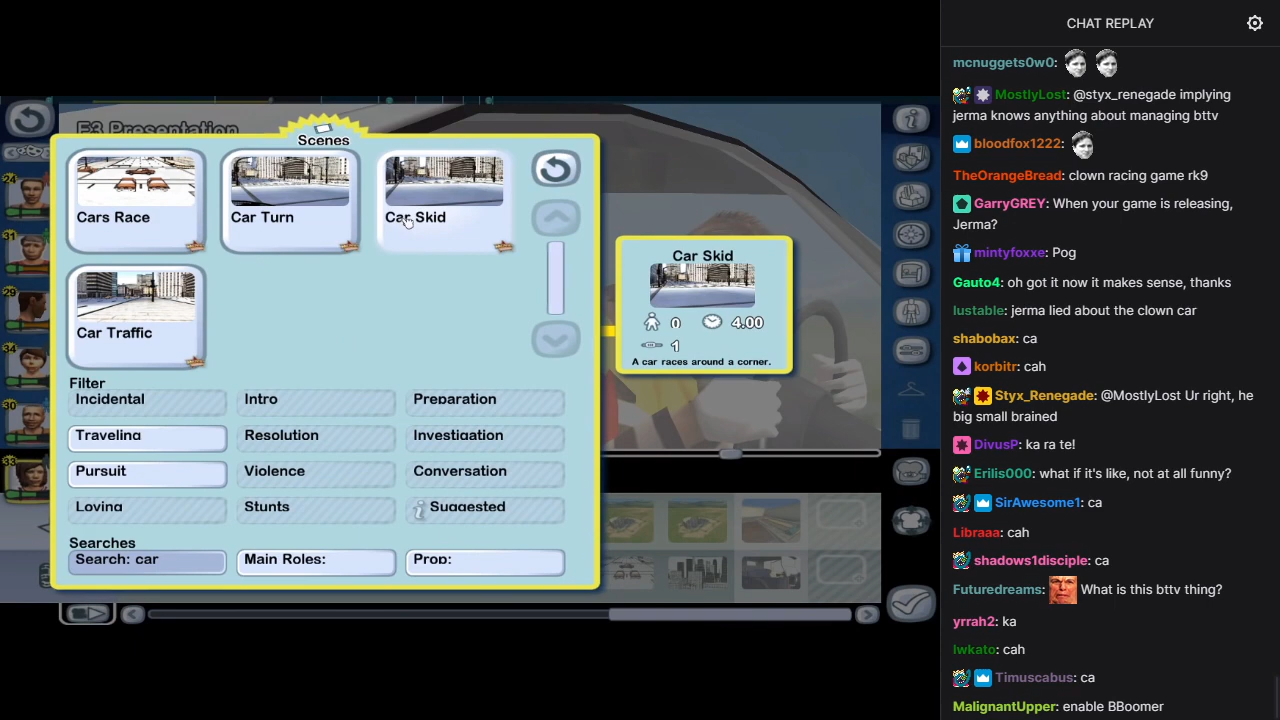 E3 Presentation
Scenes
Cars Race
Car Turn
Car Skid
Car Traffic
Filter
Incidental
Intro
Preparation
Traveling
Resolution
Investigation
Pursuit
Violence
Conversation
Loving
Stunts
Suggested
Searches
Search: car
Main Roles:
Prop:
24
31
29
34
30
33
Car Skid
0
4.00
1
A car races around a corner.
CHAT REPLAY
mcnuggets0w0:
MostlyLost: @styx_renegade implying
jerma knows anything about managing bttv
bloodfox1222:
TheOrangeBread: clown racing game rk9
GarryGREY: When your game is releasing,
Jerma?
mintyfoxxe: Pog
Gauto4: oh got it now it makes sense, thanks
lustable: jerma lied about the clown car
shabobax: ca
korbitr: cah
Styx_Renegade: @MostlyLost Ur right, he
big small brained
DivusP: ka ra te!
Erilis000: what if it's like, not at all funny?
SirAwesome1: ca
Libraaa: cah
shadows1disciple: ca
Futuredreams: What is this bttv thing?
yrrah2: ka
lwkato: cah
Timuscabus: ca
MalignantUpper: enable BBoomer